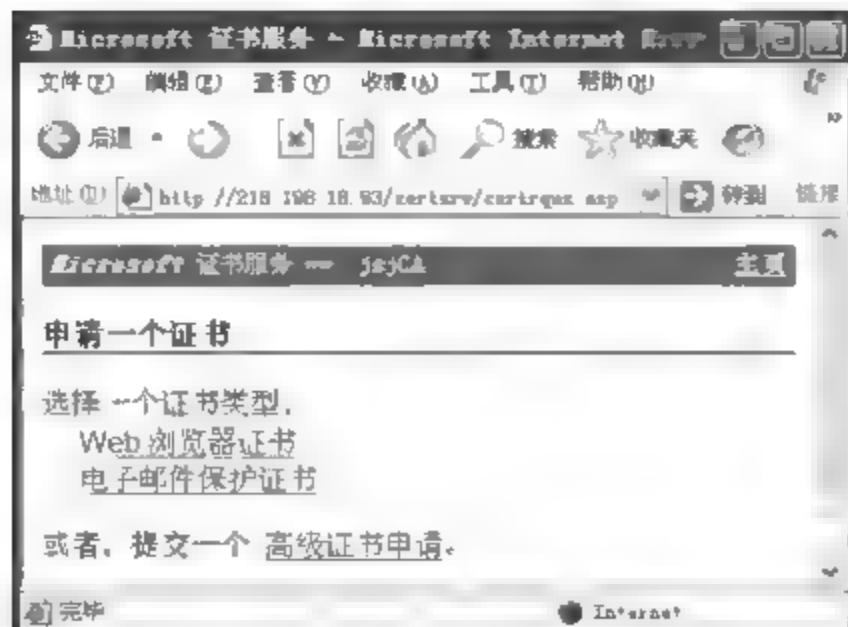 Microsoft 证书服务 - Microsoft Internet
文件(F) 编辑(E) 查看(V) 收藏(A) 工具(T) 帮助(H)
后退 搜索 收藏夹
地址(D) http://218.198.18.93/certsrv/certrqus.asp 转到 链接
Microsoft 证书服务 -- jsjCA 主页
申请一个证书
选择一个证书类型:
Web 浏览器证书
电子邮件保护证书
或者，提交一个 高级证书申请。
完毕 Internet